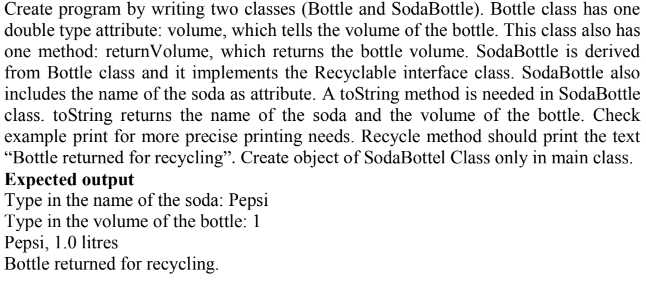 Create program by writing two classes (Bottle and SodaBottle). Bottle class has one
double type attribute: volume, which tells the volume of the bottle. This class also has
one method: returnVolume, which returns the bottle volume. SodaBottle is derived
from Bottle class and it implements the Recyclable interface class. SodaBottle also
includes the name of the soda as attribute. A toString method is needed in SodaBottle
class. toString returns the name of the soda and the volume of the bottle. Check
example print for more precise printing needs. Recycle method should print the text
“Bottle returned for recycling”. Create object of SodaBottel Class only in main class.
Expected output
Type in the name of the soda: Pepsi
Type in the volume of the bottle: 1
Pepsi, 1.0 litres
Bottle returned for recycling.